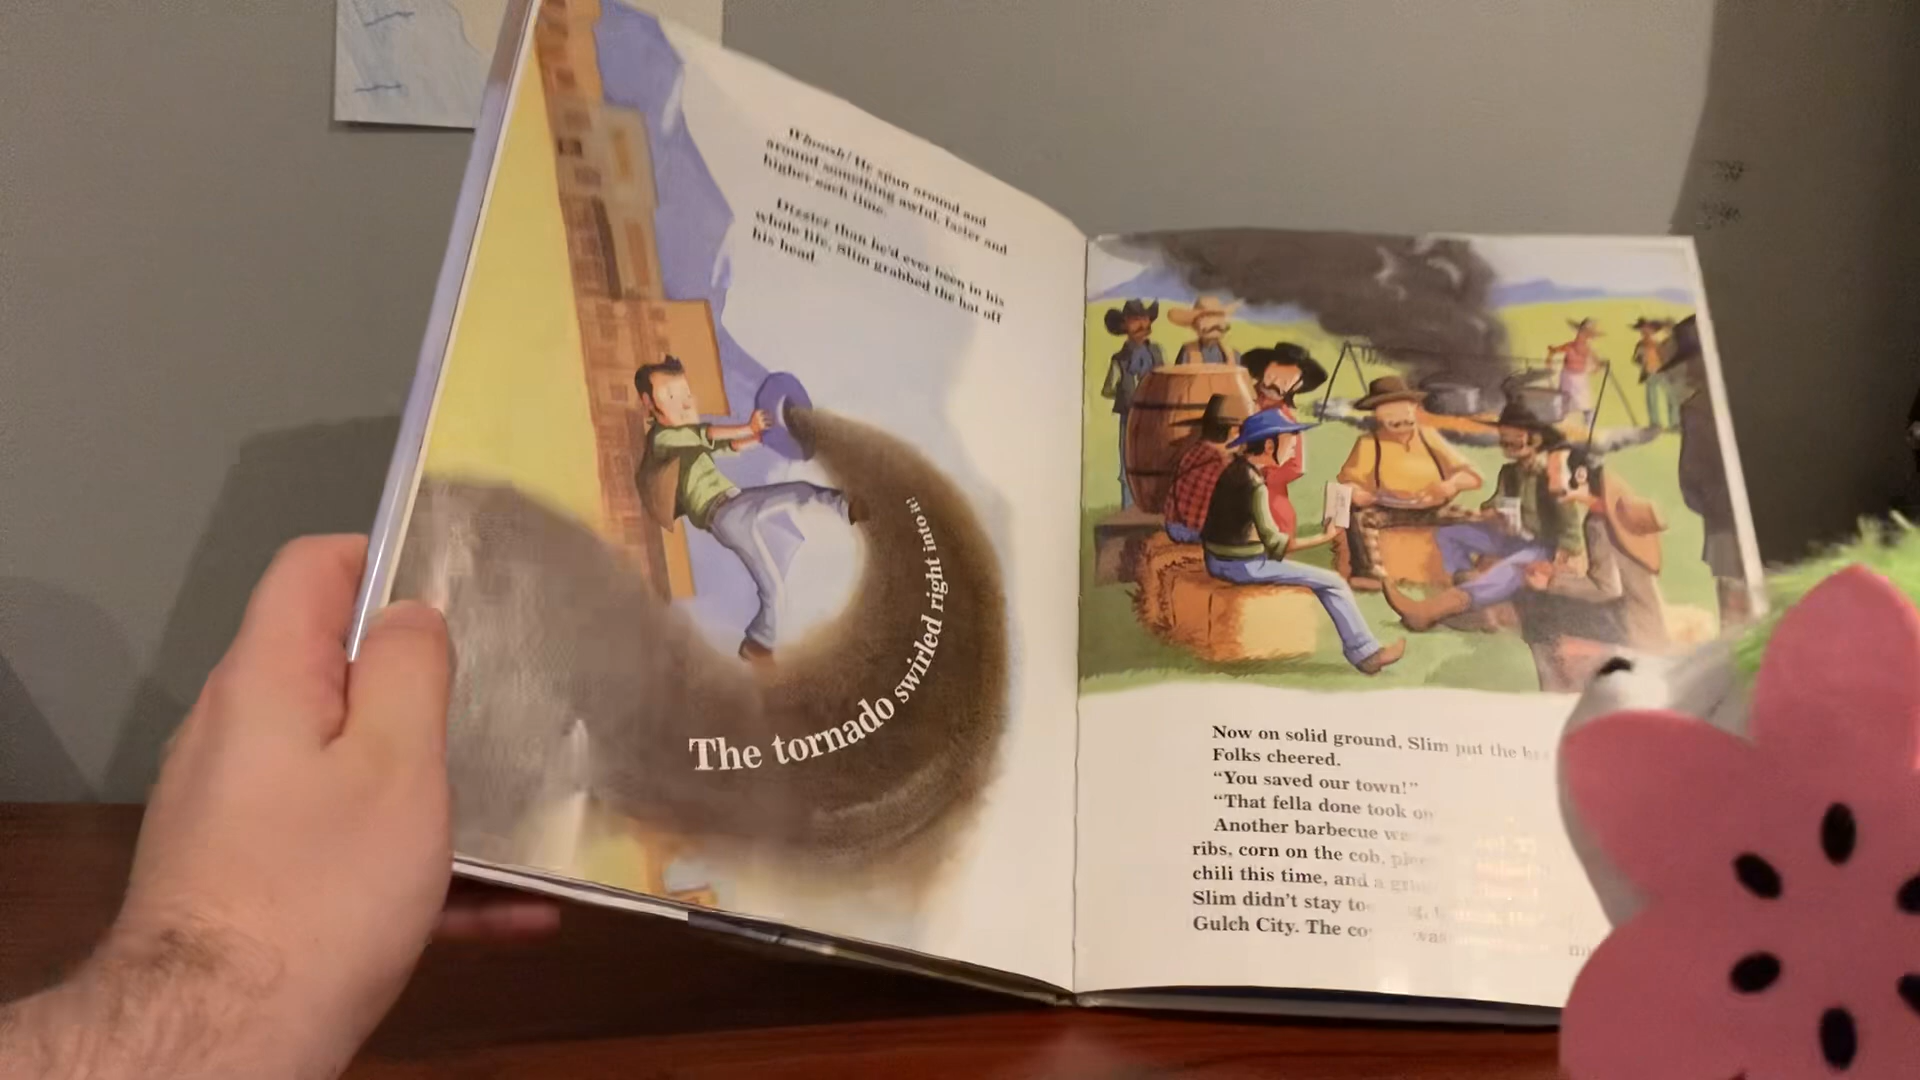 Whoosh! He spun around and
around something awful, faster and
higher each time.
Dizzier than he'd ever been in his
whole life, Slim grabbed the hat off
his head
The tornado swirled right into it!
Now on solid ground, Slim put the
Folks cheered.
"You saved our town!"
"That fella done took on
Another barbecue was
ribs, corn on the cob,
chili this time, and a
Slim didn't stay
Gulch City. The